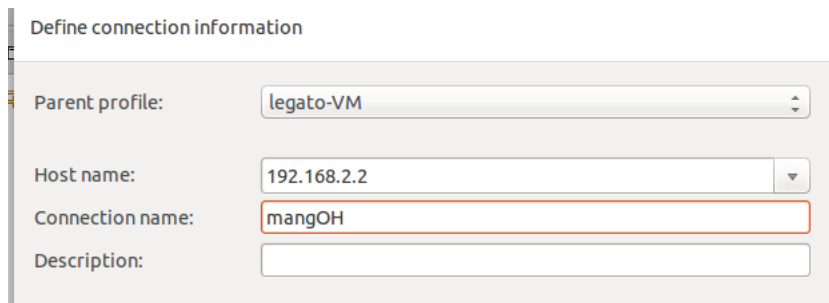 Define connection information
Parent profile: legato-VM
Host name: 192.168.2.2
Connection name: mangOH
Description: